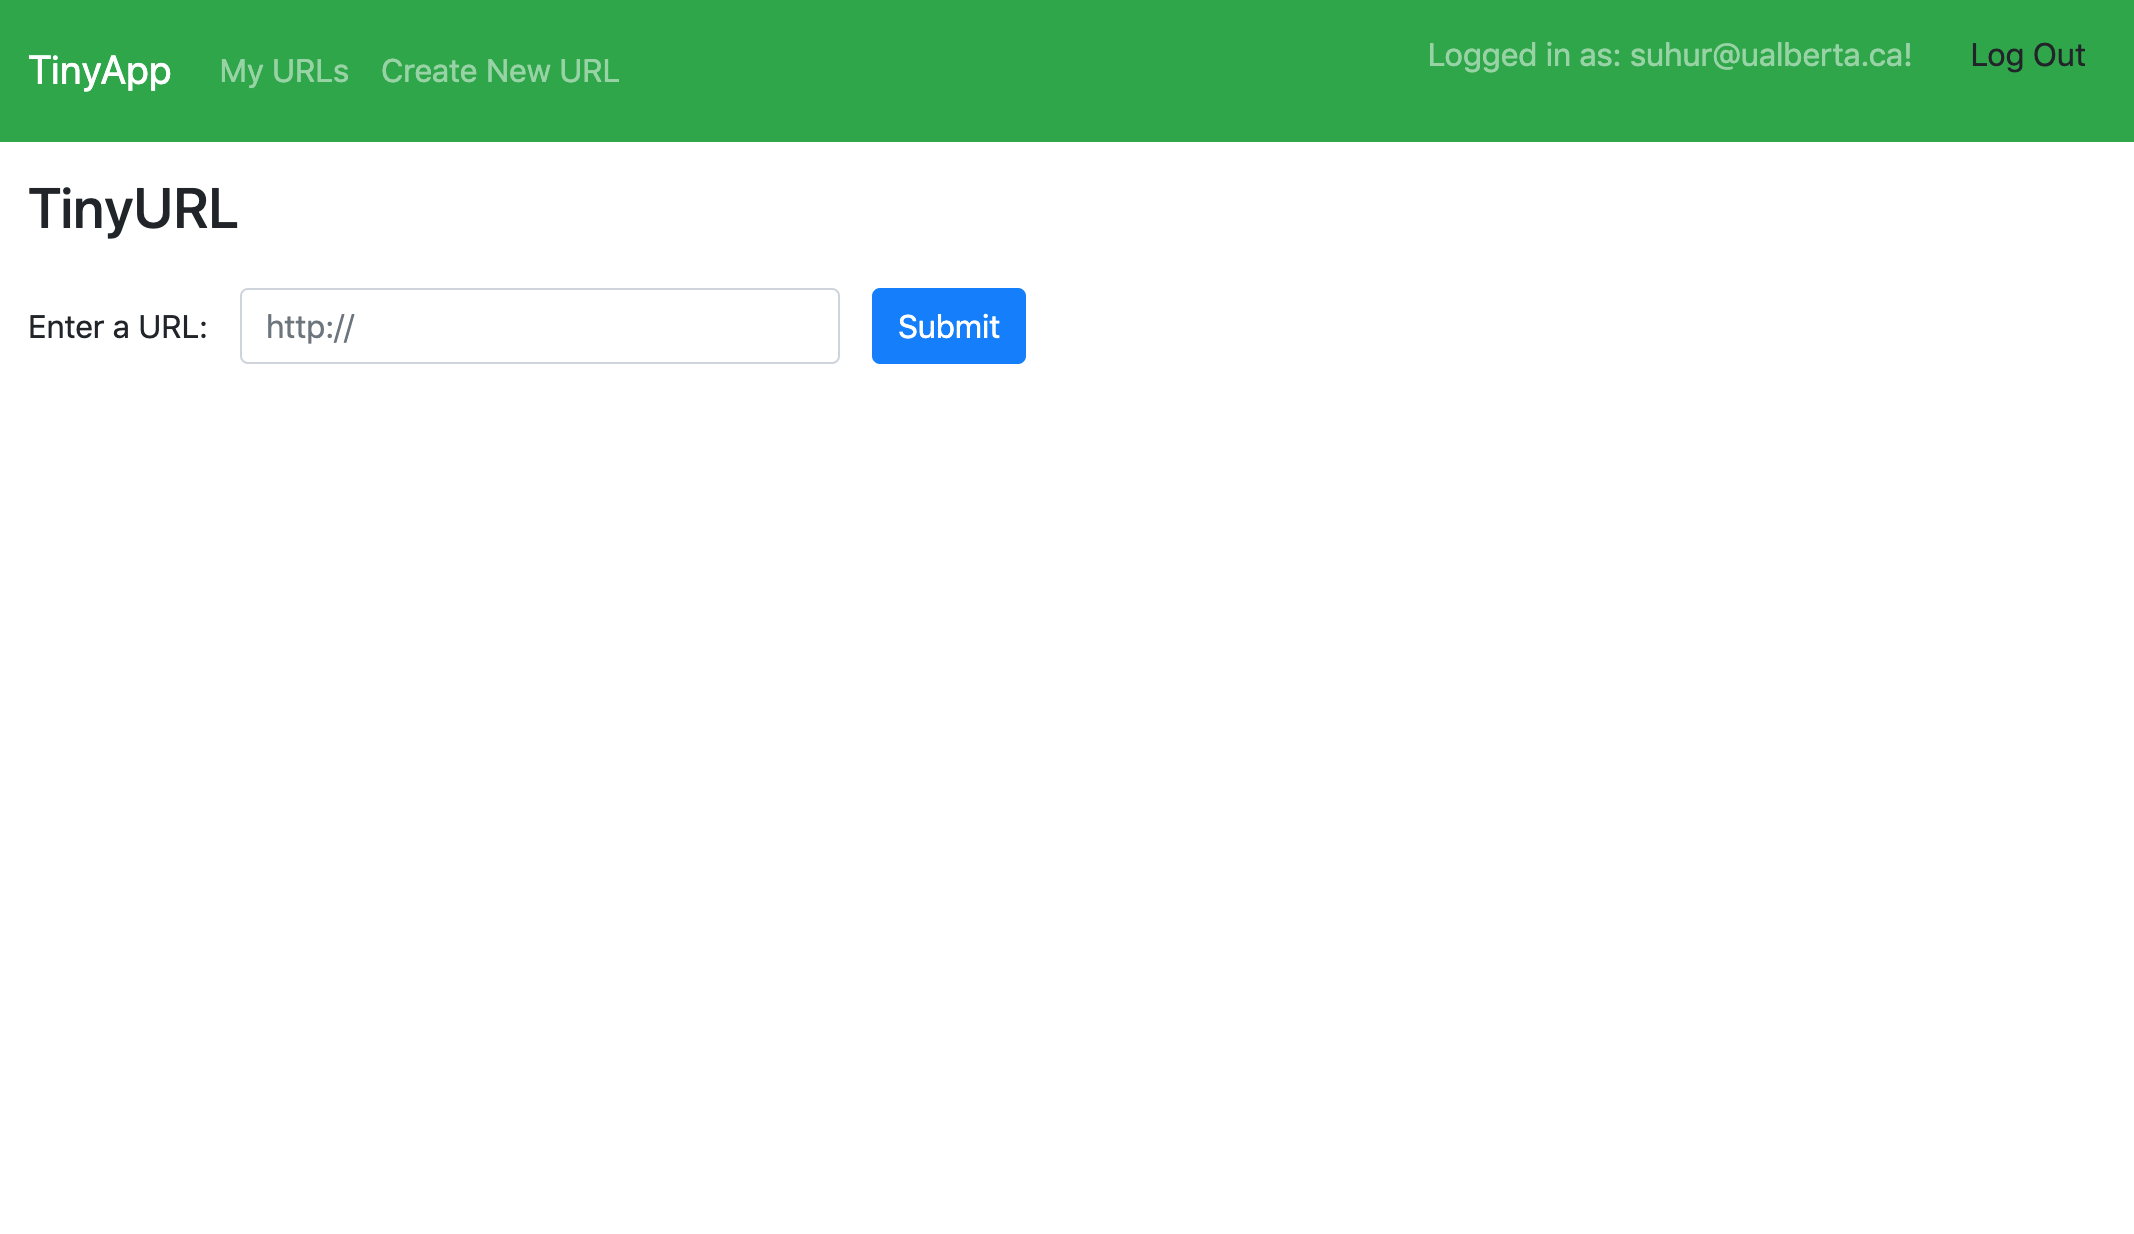 TinyApp My URLs Create New URL Logged in as: suhur@ualberta.ca! Log Out
TinyURL
Enter a URL: http:// Submit